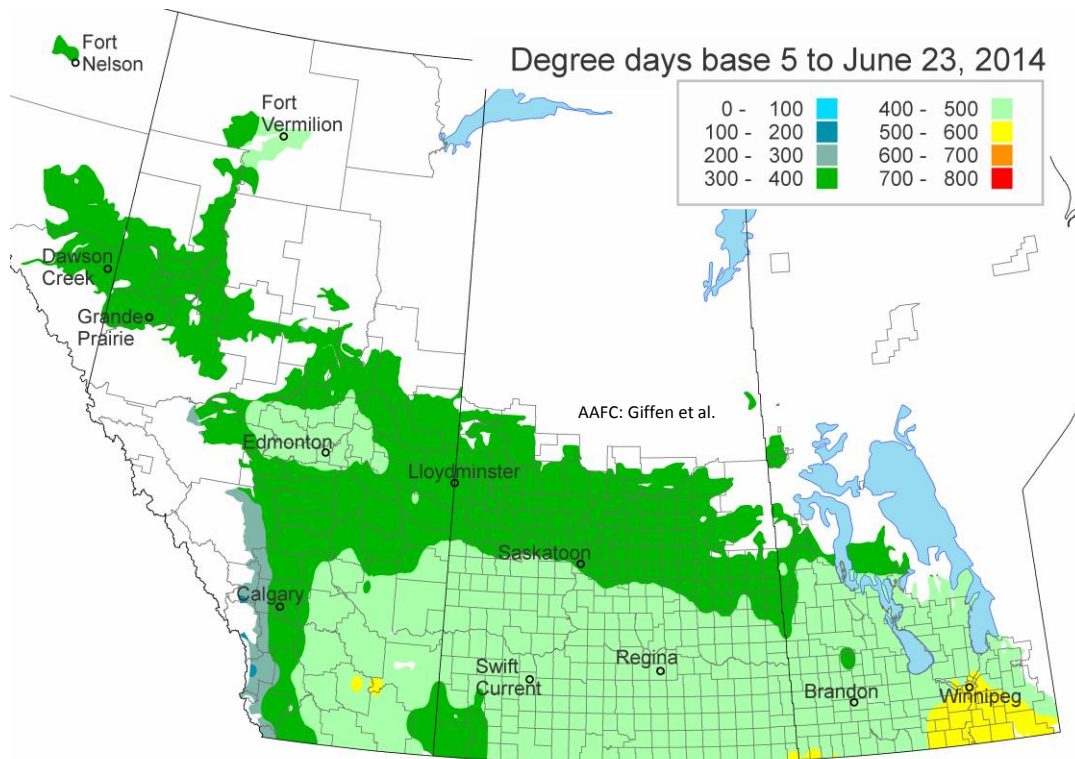 Fort
Nelson
Degree days base 5 to June 23, 2014
0 - 100
400 - 500
100 - 200
500 - 600
200 - 300
600 - 700
300 - 400
700 - 800
Fort
Vermilion
Dawson
Creek
Grande
Prairie
AAFC: Giffen et al.
Edmonton
Lloydminster
Saskatoon
Calgary
Swift
Current
Regina
Brandon
Winnipeg